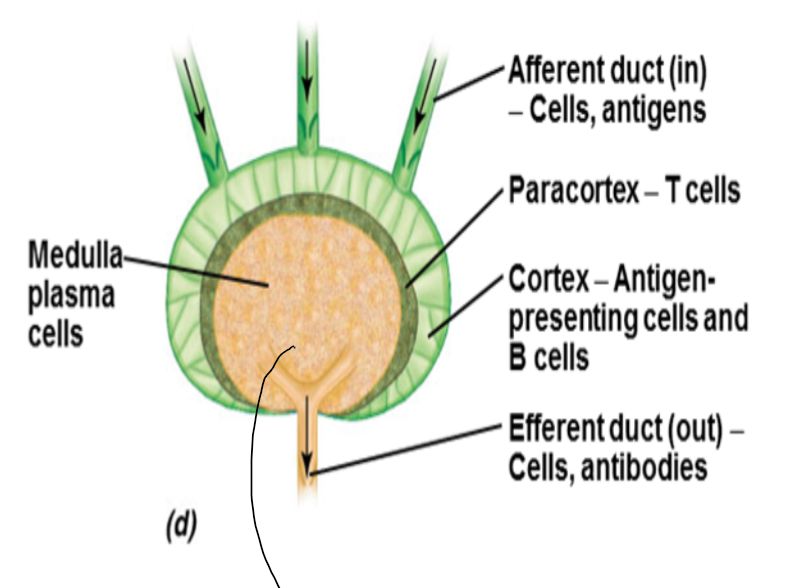 Afferent duct (in)
– Cells, antigens
Paracortex – T cells
Medulla
plasma
cells
Cortex – Antigen-
presenting cells and
B cells
Efferent duct (out) –
Cells, antibodies
(d)